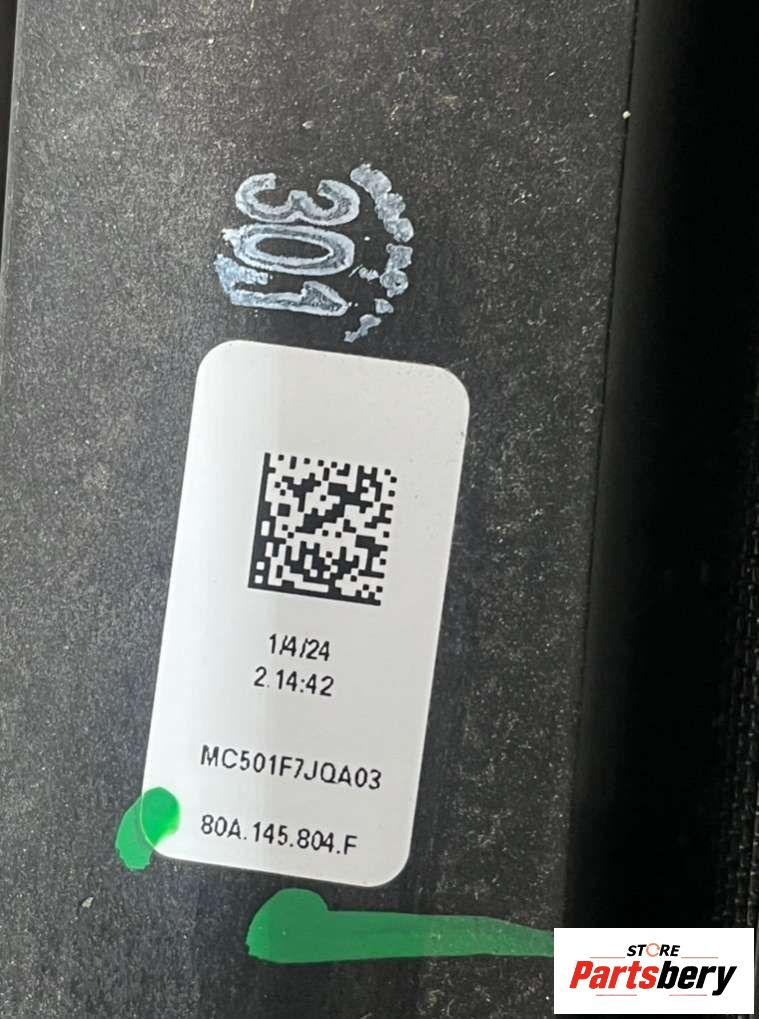 301
1/4/24
2:14:42
MC501F7JQA03
80A.145.804.F
STORE
Partsbery